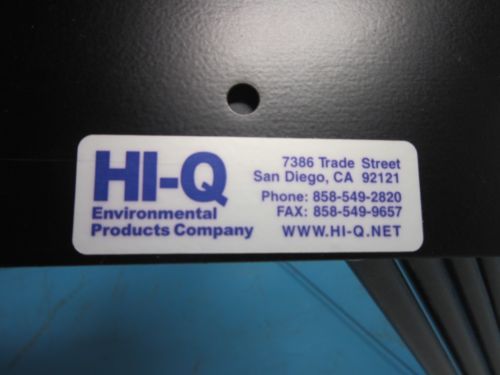 HI-Q
Environmental
Products Company
7386 Trade Street
San Diego, CA 92121
Phone: 858-549-2820
FAX: 858-549-9657
WWW.HI-Q.NET